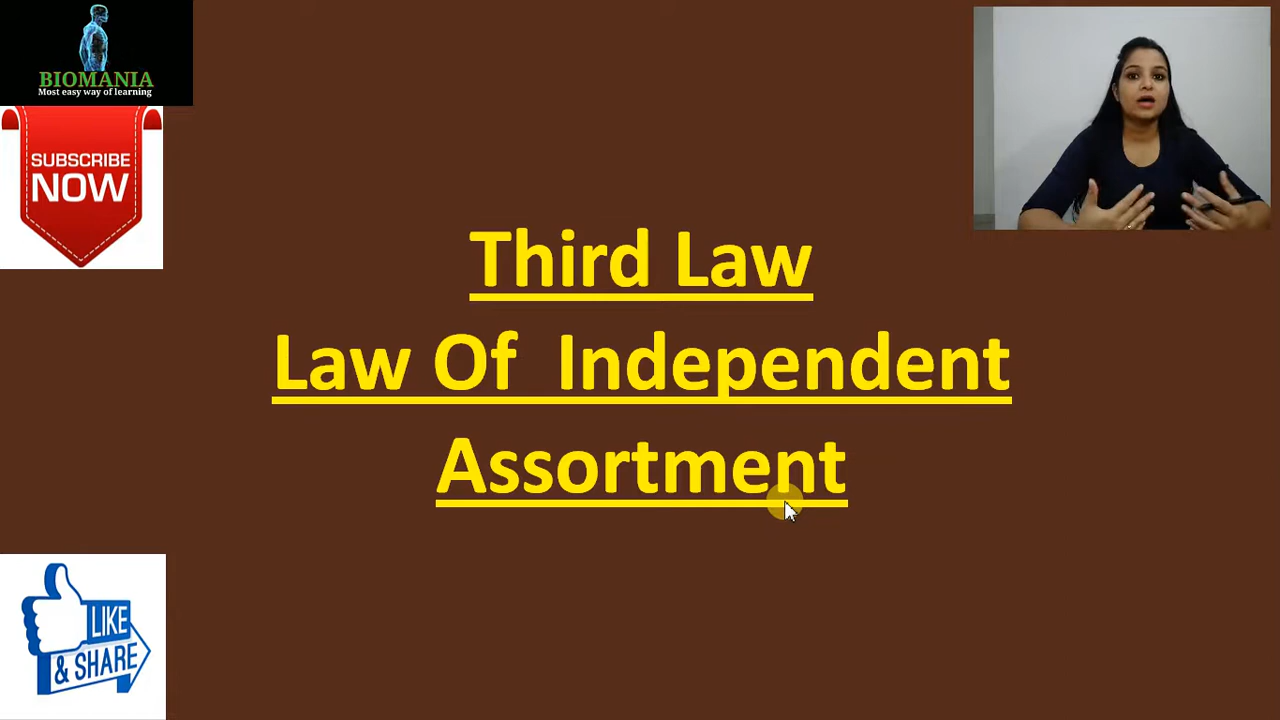 BIOMANIA
Most easy way of learning
SUBSCRIBE
NOW
Third Law
Law Of  Independent
Assortment
LIKE
& SHARE